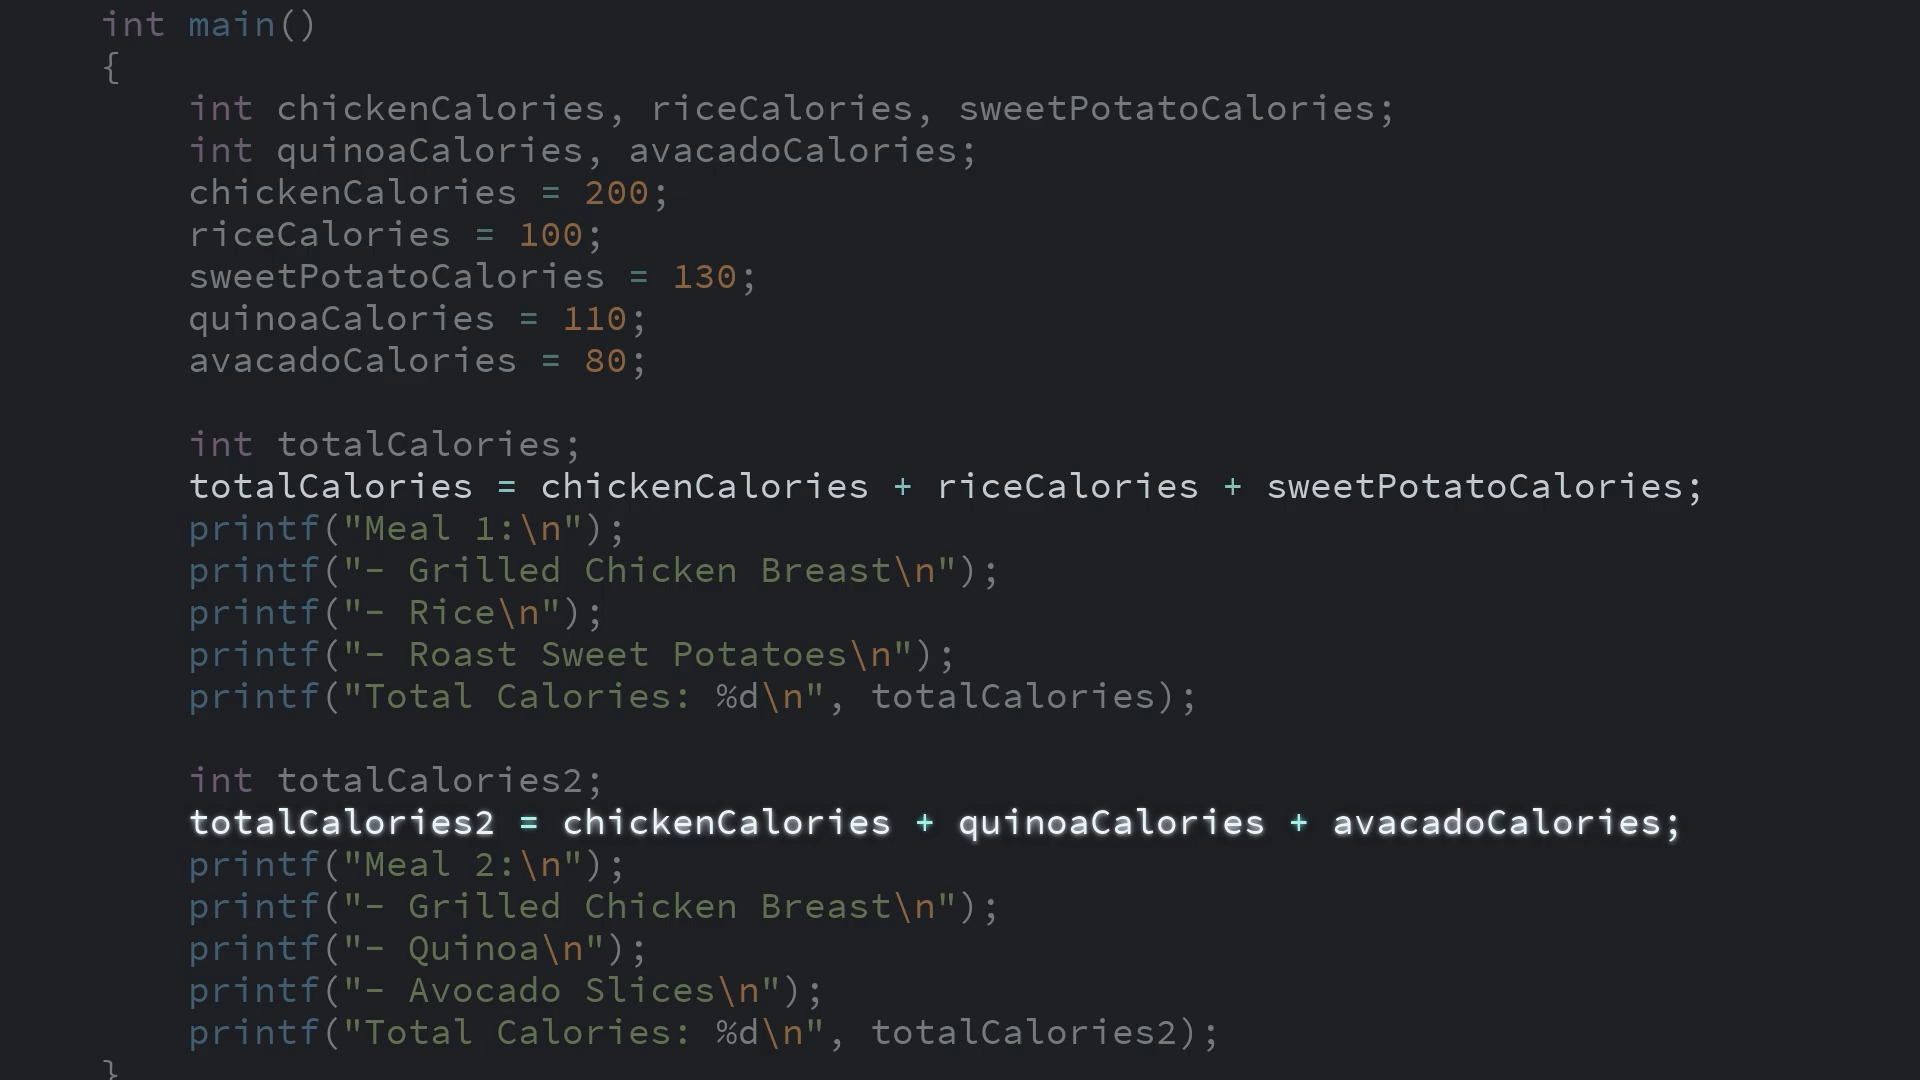 int main()
{
    int chickenCalories, riceCalories, sweetPotatoCalories;
    int quinoaCalories, avacadoCalories;
    chickenCalories = 200;
    riceCalories = 100;
    sweetPotatoCalories = 130;
    quinoaCalories = 110;
    avacadoCalories = 80;

    int totalCalories;
    totalCalories = chickenCalories + riceCalories + sweetPotatoCalories;
    printf("Meal 1:\n");
    printf("- Grilled Chicken Breast\n");
    printf("- Rice\n");
    printf("- Roast Sweet Potatoes\n");
    printf("Total Calories: %d\n", totalCalories);

    int totalCalories2;
    totalCalories2 = chickenCalories + quinoaCalories + avacadoCalories;
    printf("Meal 2:\n");
    printf("- Grilled Chicken Breast\n");
    printf("- Quinoa\n");
    printf("- Avocado Slices\n");
    printf("Total Calories: %d\n", totalCalories2);
}